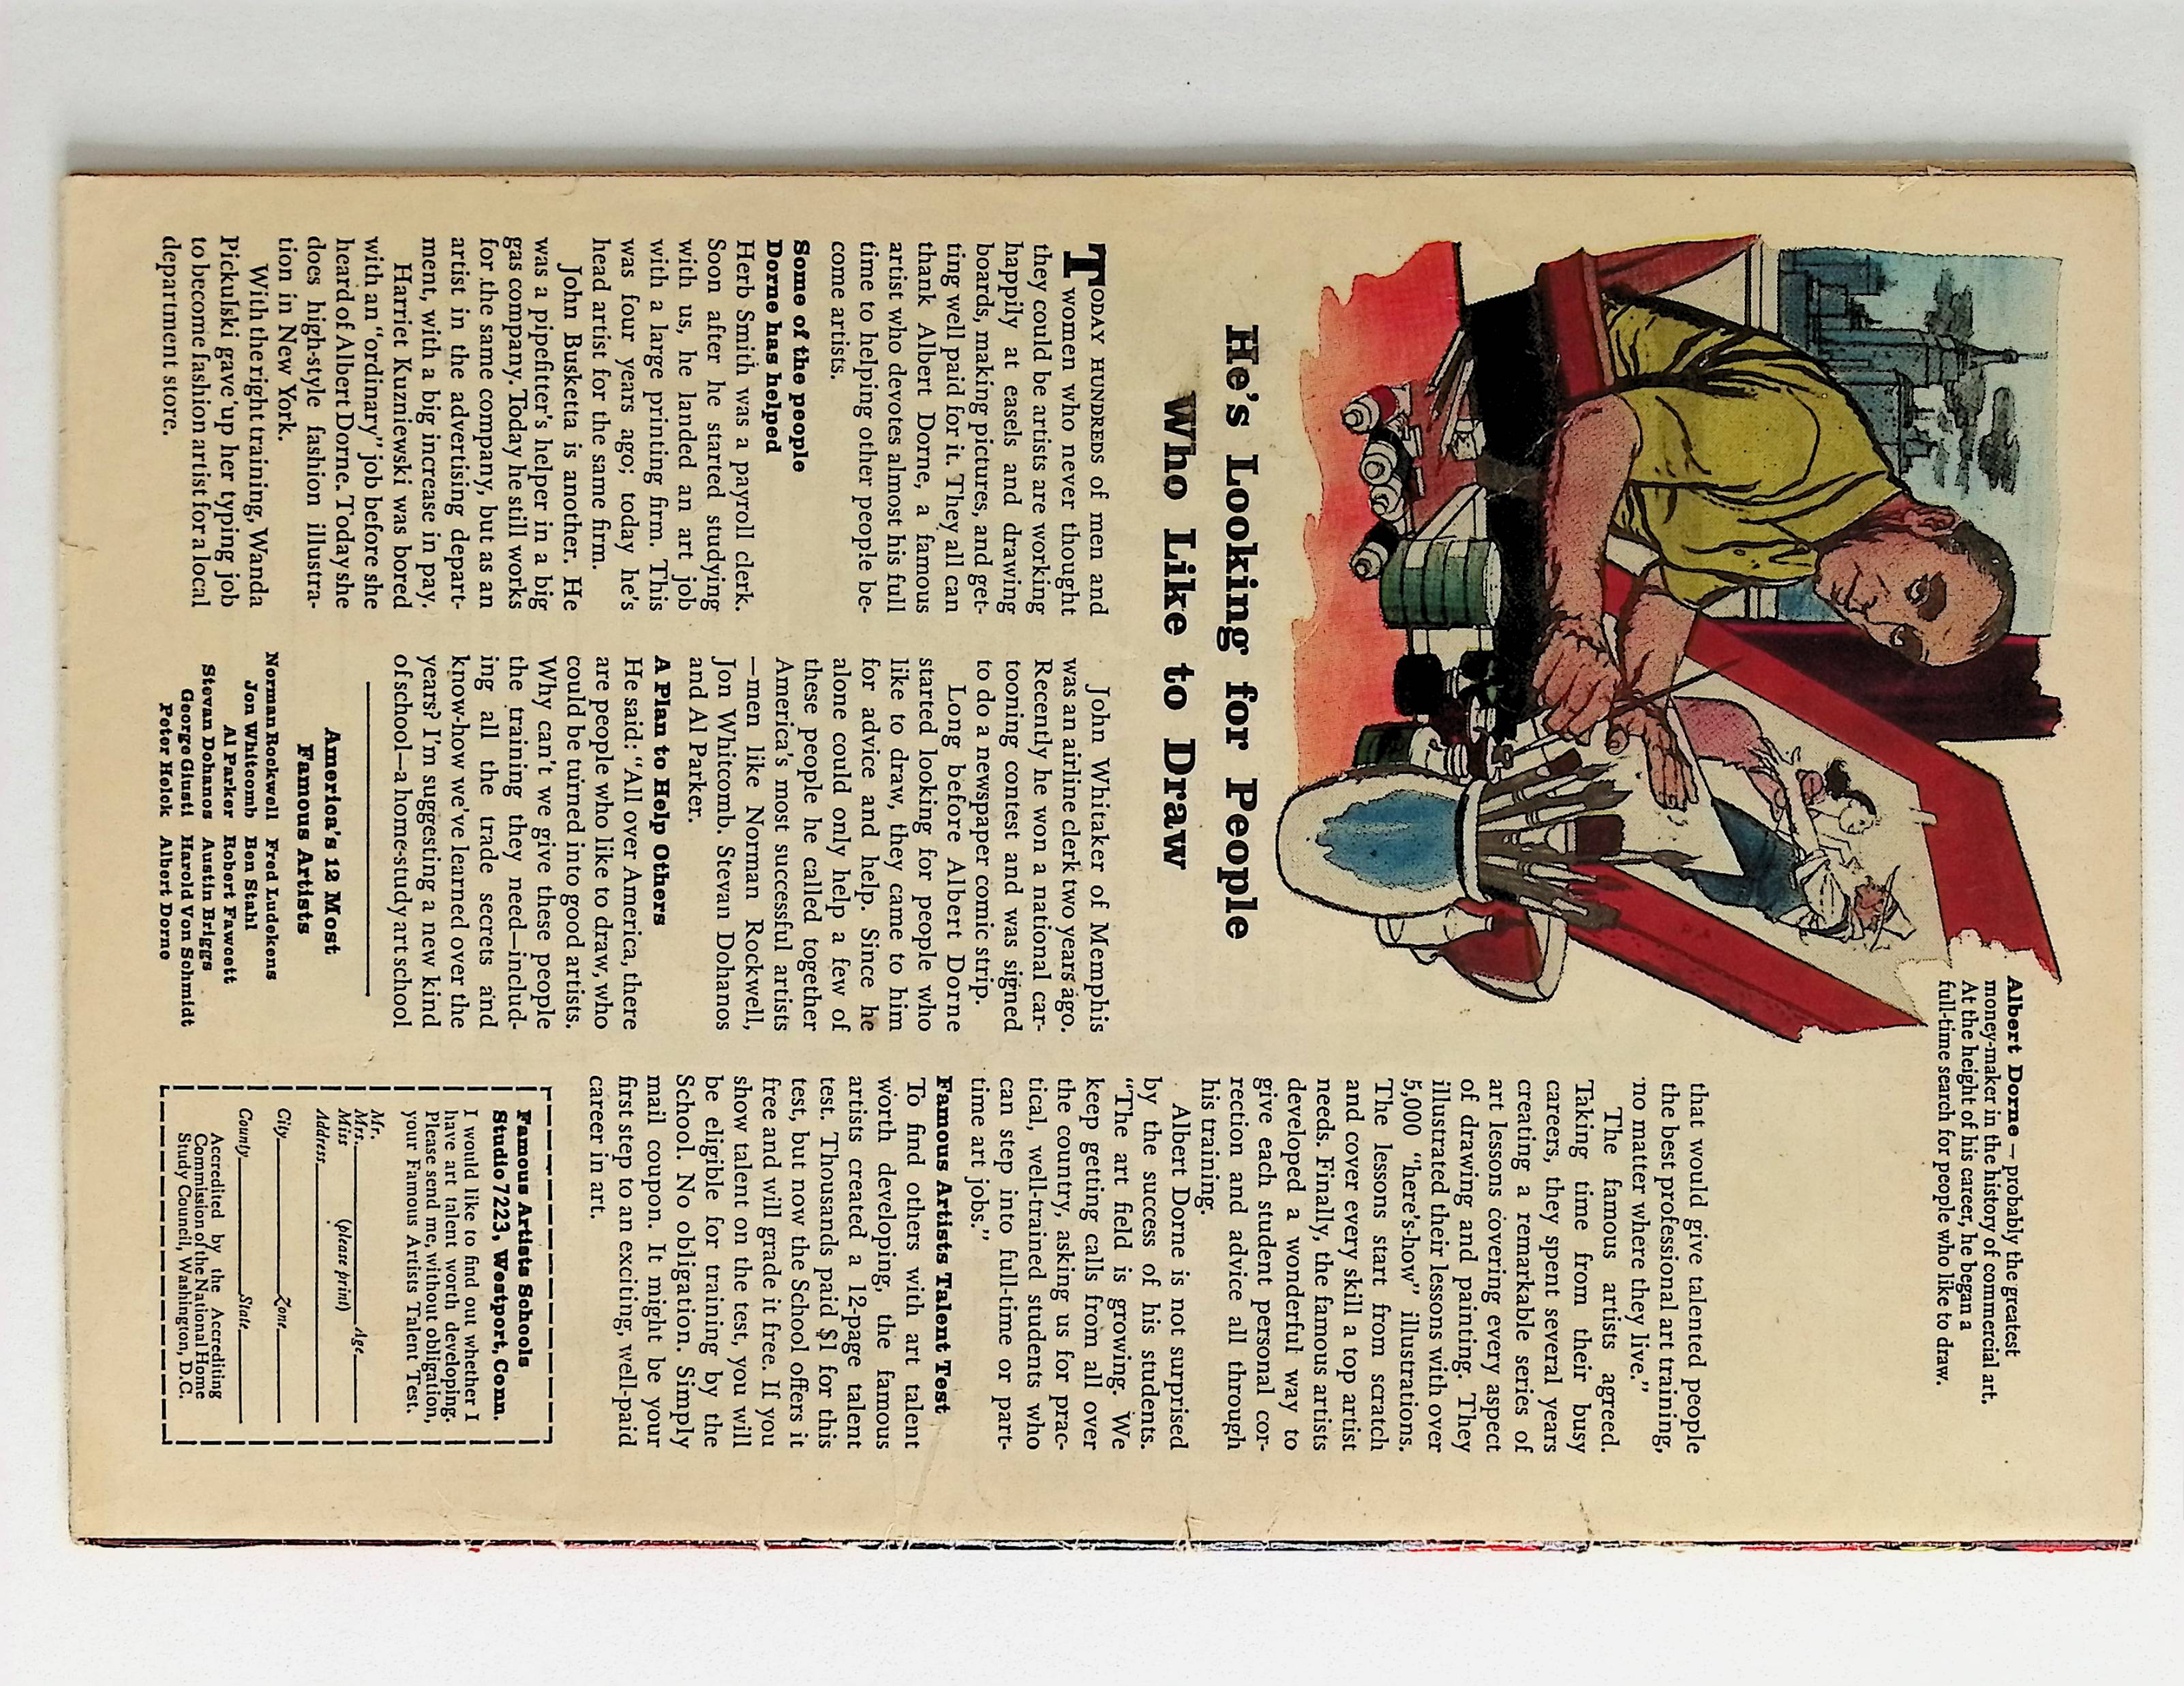 Albert Dorne — probably the greatest
money-maker in the history of commercial art.
At the height of his career, he began a
full-time search for people who like to draw.
He's Looking for People
Who Like to Draw
TODAY HUNDREDS of men and
women who never thought
they could be artists are working
happily at easels and drawing
boards, making pictures, and get-
ting well paid for it. They all can
thank Albert Dorne, a famous
artist who devotes almost his full
time to helping other people be-
come artists.
Some of the people
Dorne has helped
Herb Smith was a payroll clerk.
Soon after he started studying
with us, he landed an art job
with a large printing firm. This
was four years ago; today he's
head artist for the same firm.
John Busketta is another. He
was a pipefitter's helper in a big
gas company. Today he still works
for the same company, but as an
artist in the advertising depart-
ment, with a big increase in pay.
Harriet Kuzniewski was bored
with an "ordinary" job before she
heard of Albert Dorne. Today she
does high-style fashion illustra-
tion in New York.
With the right training, Wanda
Pickulski gave up her typing job
to become fashion artist for a local
department store.
John Whitaker of Memphis
was an airline clerk two years ago.
Recently he won a national car-
tooning contest and was signed
to do a newspaper comic strip.
Long before Albert Dorne
started looking for people who
like to draw, they came to him
for advice and help. Since he
alone could only help a few of
these people he called together
America's most successful artists
—men like Norman Rockwell,
Jon Whitcomb. Stevan Dohanos
and Al Parker.
A Plan to Help Others
He said: "All over America, there
are people who like to draw, who
could be turned into good artists.
Why can't we give these people
the training they need—includ-
ing all the trade secrets and
know-how we've learned over the
years? I'm suggesting a new kind
of school—a home-study art school
America's 12 Most
Famous Artists
Norman Rockwell Fred Ludekens
Jon Whitcomb Ben Stahl
Al Parker Robert Fawcett
Stevan Dohanos Austin Briggs
George Giusti Harold Von Schmidt
Peter Helck Albert Dorne
that would give talented people
the best professional art training,
no matter where they live."
The famous artists agreed.
Taking time from their busy
careers, they spent several years
creating a remarkable series of
art lessons covering every aspect
of drawing and painting. They
illustrated their lessons with over
5,000 "here's-how" illustrations.
The lessons start from scratch
and cover every skill a top artist
needs. Finally, the famous artists
developed a wonderful way to
give each student personal cor-
rection and advice all through
his training.
Albert Dorne is not surprised
by the success of his students.
"The art field is growing. We
keep getting calls from all over
the country, asking us for prac-
tical, well-trained students who
can step into full-time or part-
time art jobs."
Famous Artists Talent Test
To find others with art talent
worth developing, the famous
artists created a 12-page talent
test. Thousands paid $1 for this
test, but now the School offers it
free and will grade it free. If you
show talent on the test, you will
be eligible for training by the
School. No obligation. Simply
mail coupon. It might be your
first step to an exciting, well-paid
career in art.
Famous Artists Schools
Studio 7223, Westport, Conn.
I would like to find out whether I
have art talent worth developing.
Please send me, without obligation,
your Famous Artists Talent Test.
Mr.
Mrs. Age
Miss (please print)
Address
City Zone
County State
Accredited by the Accrediting
Commission of the National Home
Study Council, Washington, D.C.